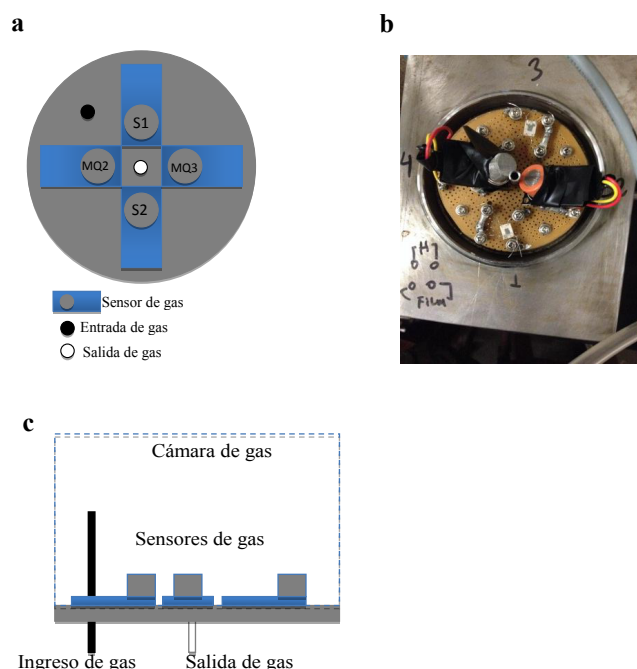 a
S1
MQ2
MQ3
S2
Sensor de gas
Entrada de gas
Salida de gas
b
3
4
2
1
[H]
Film
c
Cámara de gas
Sensores de gas
Ingreso de gas
Salida de gas